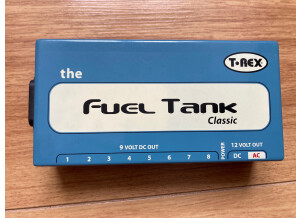 T-REX
the
FUEL TANK
Classic
9 VOLT DC OUT
12 VOLT OUT
1 2 3 4 5 6 7 8 POWER DC AC